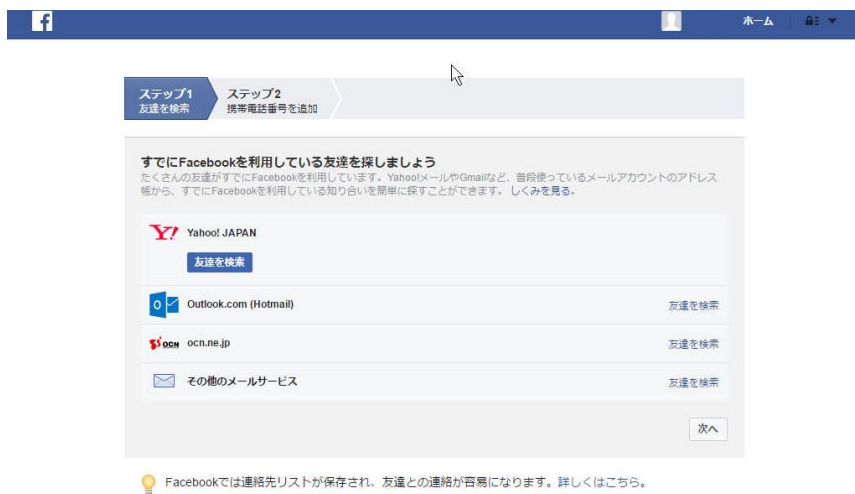 f
ホーム
ステップ1
友達を検索
ステップ2
携帯電話番号を追加
すでにFacebookを利用している友達を探しましょう
たくさんの友達がすでにFacebookを利用しています。Yahoo!メールやGmailなど、普段使っているメールアカウントのアドレス
帳から、すでにFacebookを利用している知り合いを簡単に探すことができます。 しくみを見る。
Y! Yahoo! JAPAN
友達を検索
Outlook.com (Hotmail) 友達を検索
OCN ocn.ne.jp 友達を検索
その他のメールサービス 友達を検索
次へ
Facebookでは連絡先リストが保存され、友達との連絡が容易になります。詳しくはこちら。